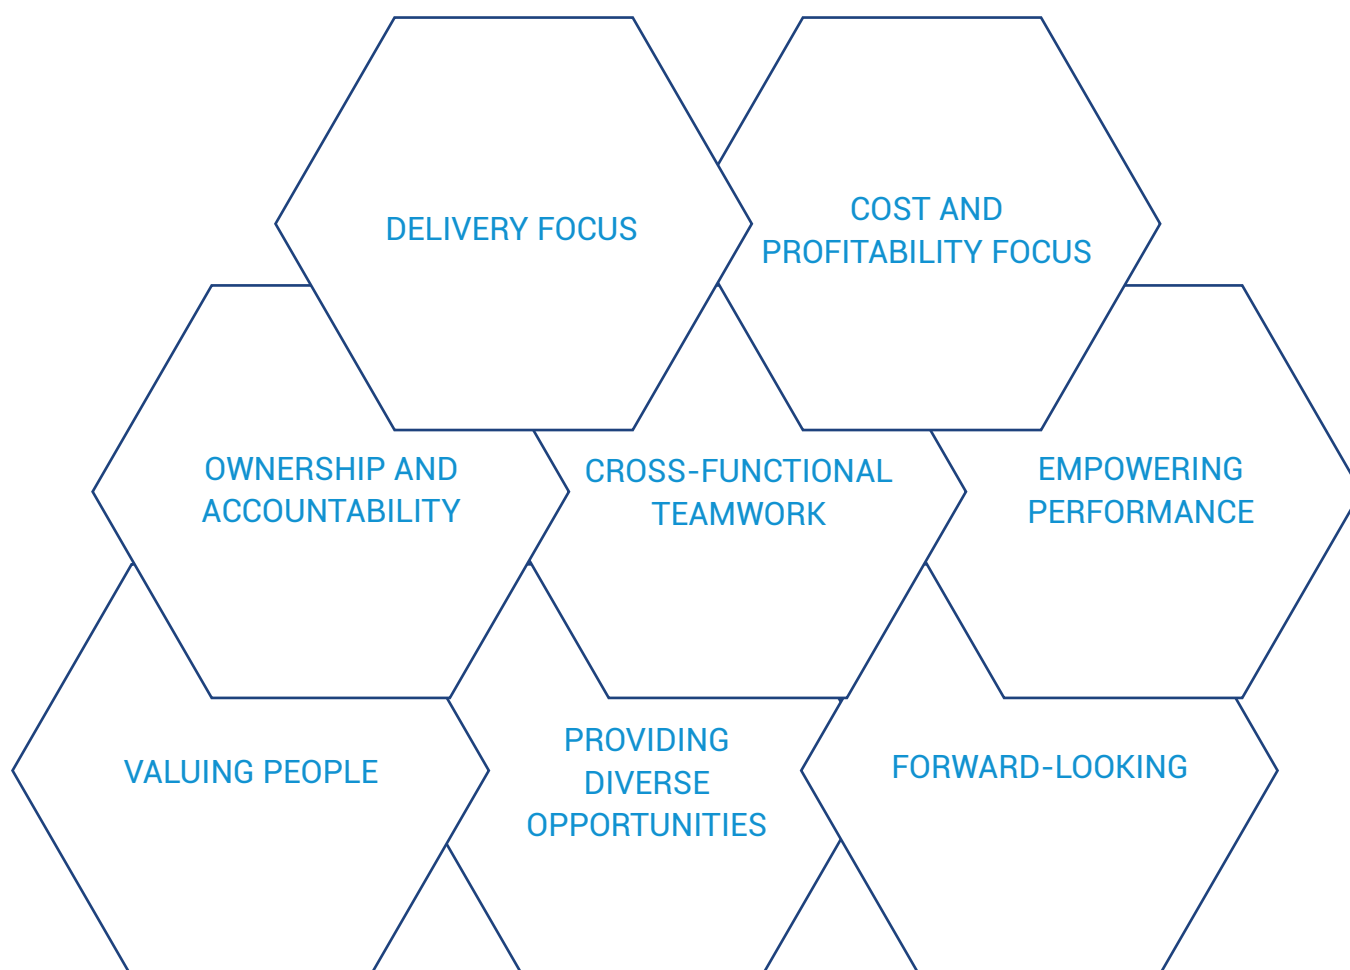 DELIVERY FOCUS
COST AND
PROFITABILITY FOCUS
OWNERSHIP AND
ACCOUNTABILITY
CROSS-FUNCTIONAL
TEAMWORK
EMPOWERING
PERFORMANCE
VALUING PEOPLE
PROVIDING
DIVERSE
OPPORTUNITIES
FORWARD-LOOKING